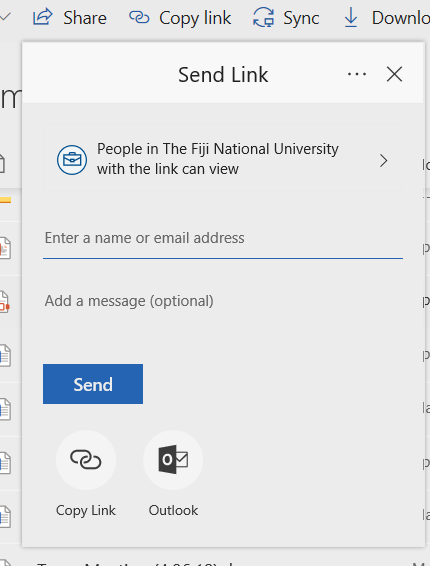 Share Copy link Sync Downlo
Send Link
People in The Fiji National University
with the link can view
Enter a name or email address
Add a message (optional)
Send
Copy Link Outlook